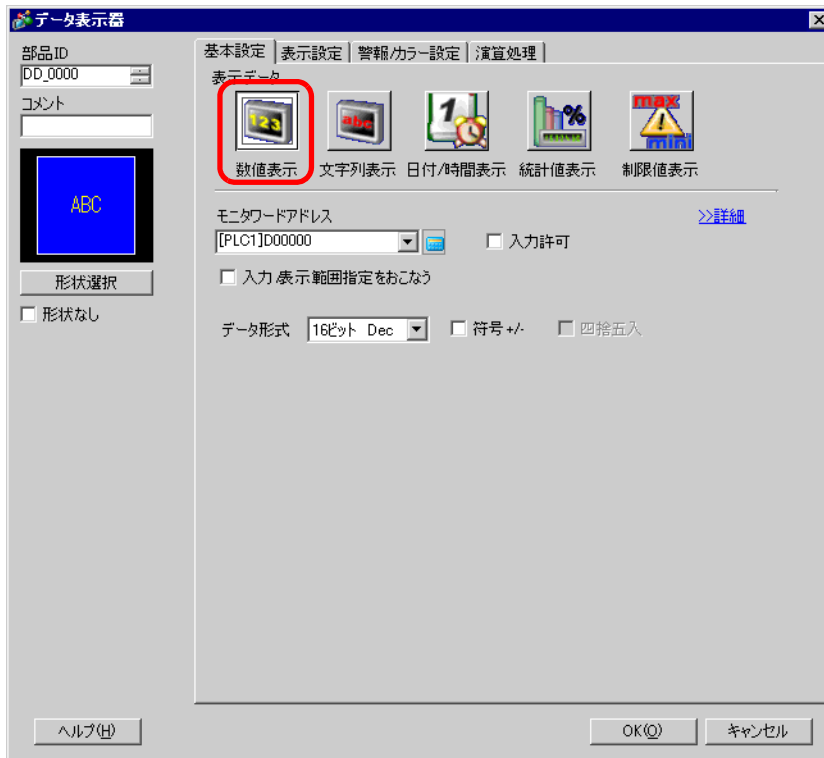 データ表示器
部品ID
DD_0000
コメント
ABC
形状選択
形状なし
基本設定 表示設定 警報/カラー設定 演算処理
表示データ
123 abc 1 % max mini
数値表示 文字列表示 日付/時間表示 統計値表示 制限値表示
モニタワードアドレス >>詳細
[PLC1]D00000 入力許可
入力/表示範囲指定をおこなう
データ形式 16ビット Dec 符号+/- 四捨五入
ヘルプ(H) OK(O) キャンセル